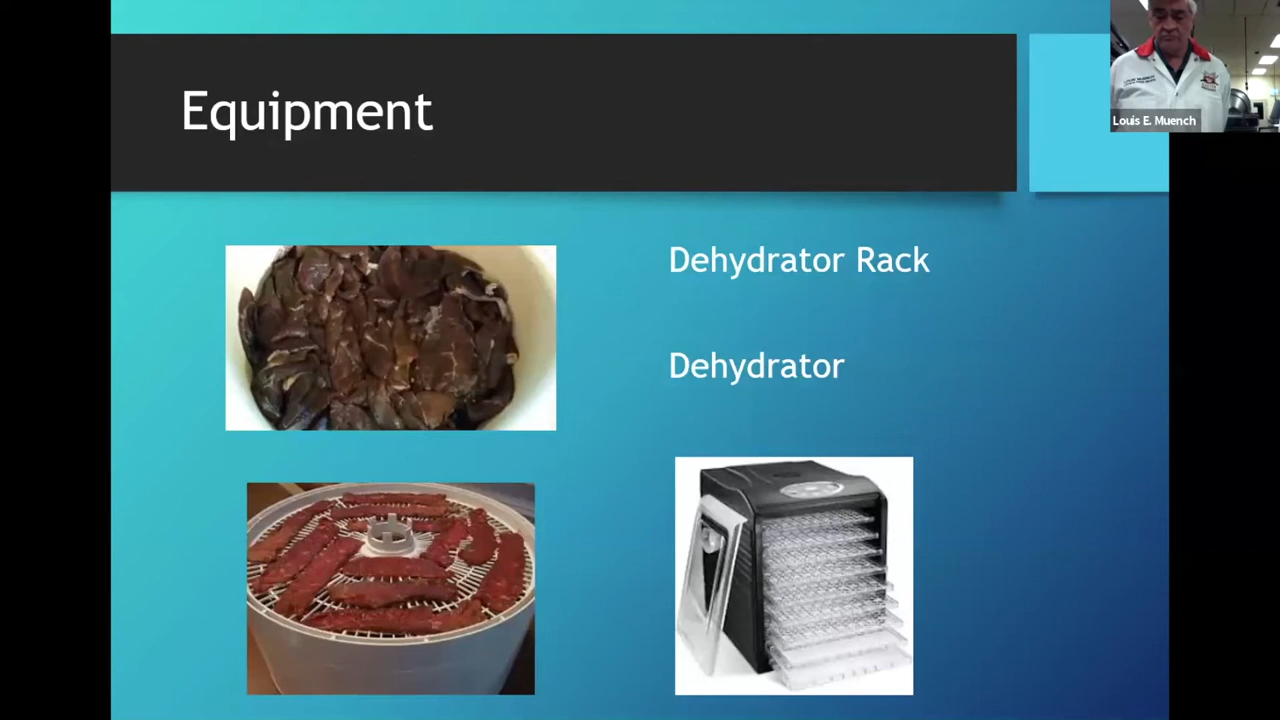 Equipment
Louis E. Muench
Dehydrator Rack
Dehydrator